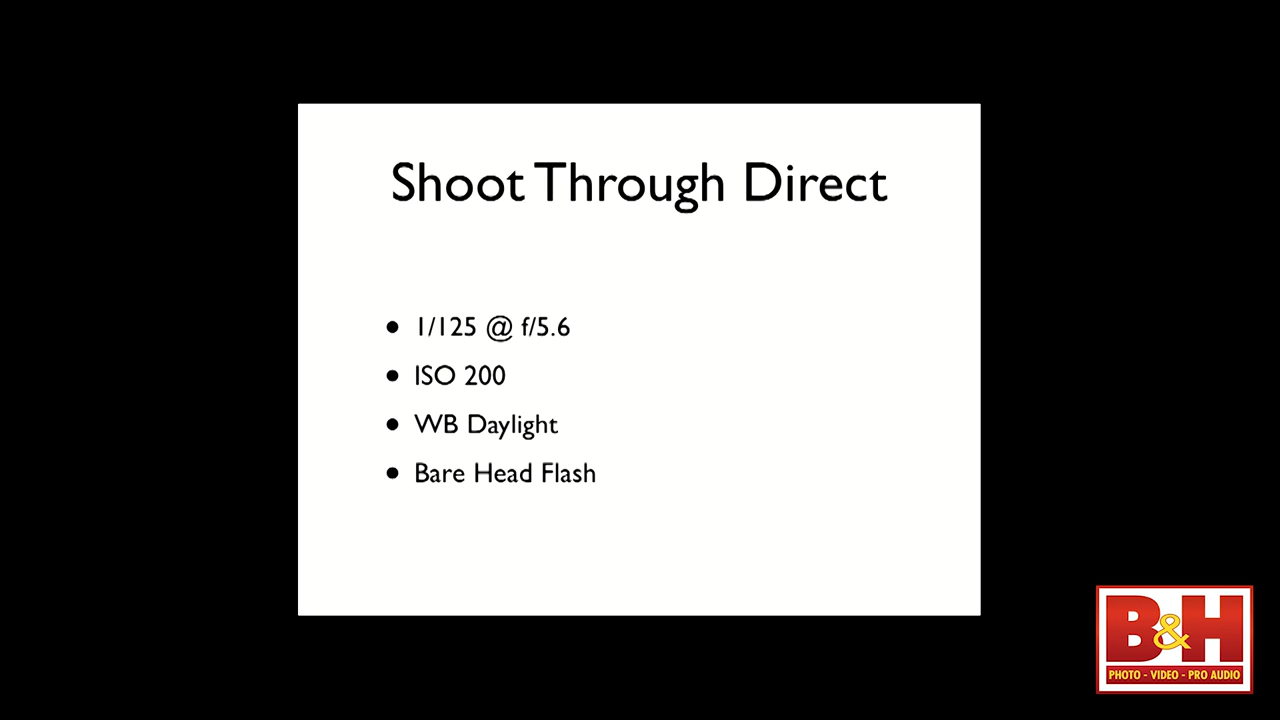 Shoot Through Direct
• 1/125 @ f/5.6
• ISO 200
• WB Daylight
• Bare Head Flash
B&H
PHOTO - VIDEO - PRO AUDIO